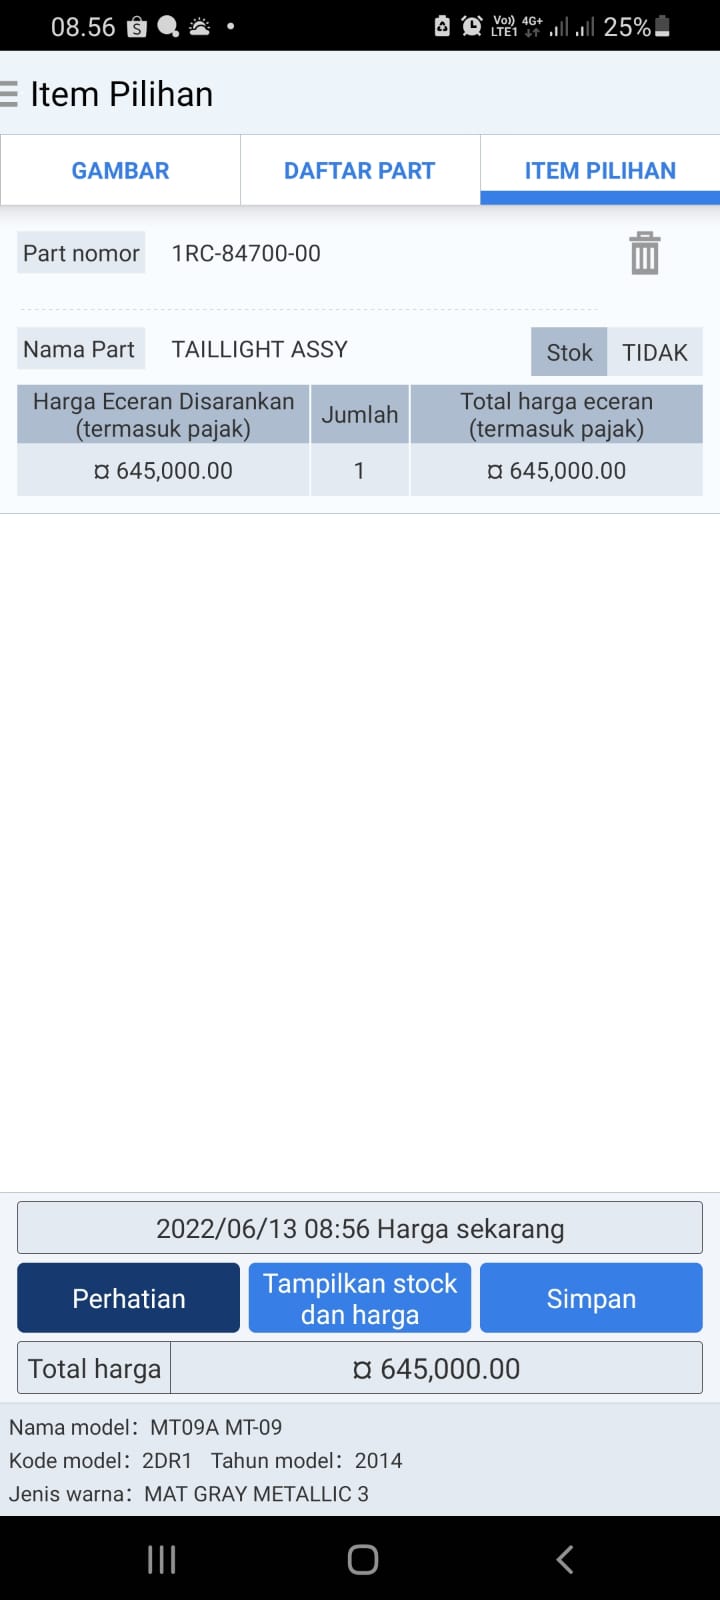 08.56 S Vo)) LTE1 4G+ 25%
Item Pilihan
GAMBAR DAFTAR PART ITEM PILIHAN
Part nomor 1RC-84700-00
Nama Part TAILLIGHT ASSY Stok TIDAK
Harga Eceran Disarankan
(termasuk pajak)
Jumlah
Total harga eceran
(termasuk pajak)
¤ 645,000.00 1 ¤ 645,000.00
2022/06/13 08:56 Harga sekarang
Perhatian
Tampilkan stock
dan harga
Simpan
Total harga ¤ 645,000.00
Nama model: MT09A MT-09
Kode model: 2DR1 Tahun model: 2014
Jenis warna: MAT GRAY METALLIC 3